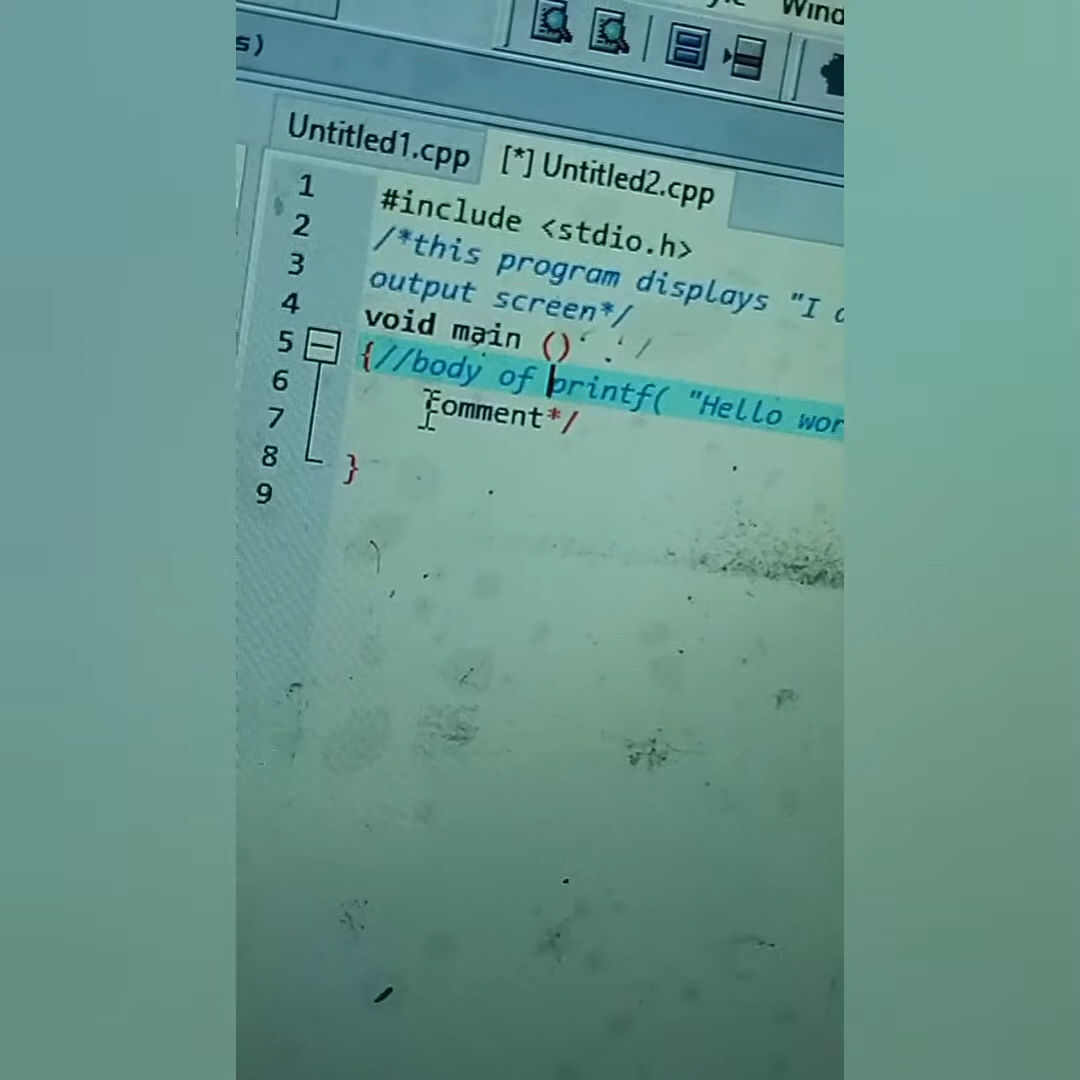 Wind
s)
Untitled1.cpp [*] Untitled2.cpp
1 #include <stdio.h>
2 /*this program displays "I
3 output screen*/
4 void main ()
5 {//body of printf( "Hello wor
6 comment*/
7
8 }
9